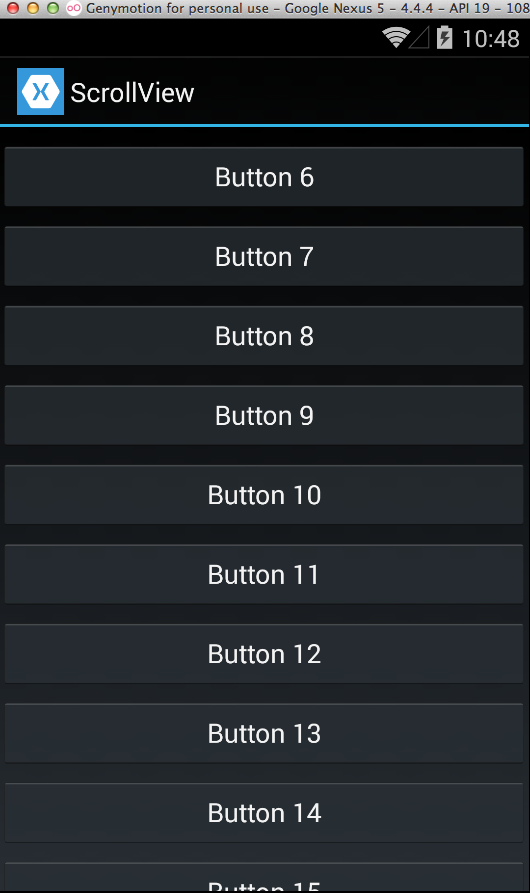 Genymotion for personal use – Google Nexus 5 – 4.4.4 – API 19 – 108
10:48
ScrollView
Button 6
Button 7
Button 8
Button 9
Button 10
Button 11
Button 12
Button 13
Button 14
Button 15